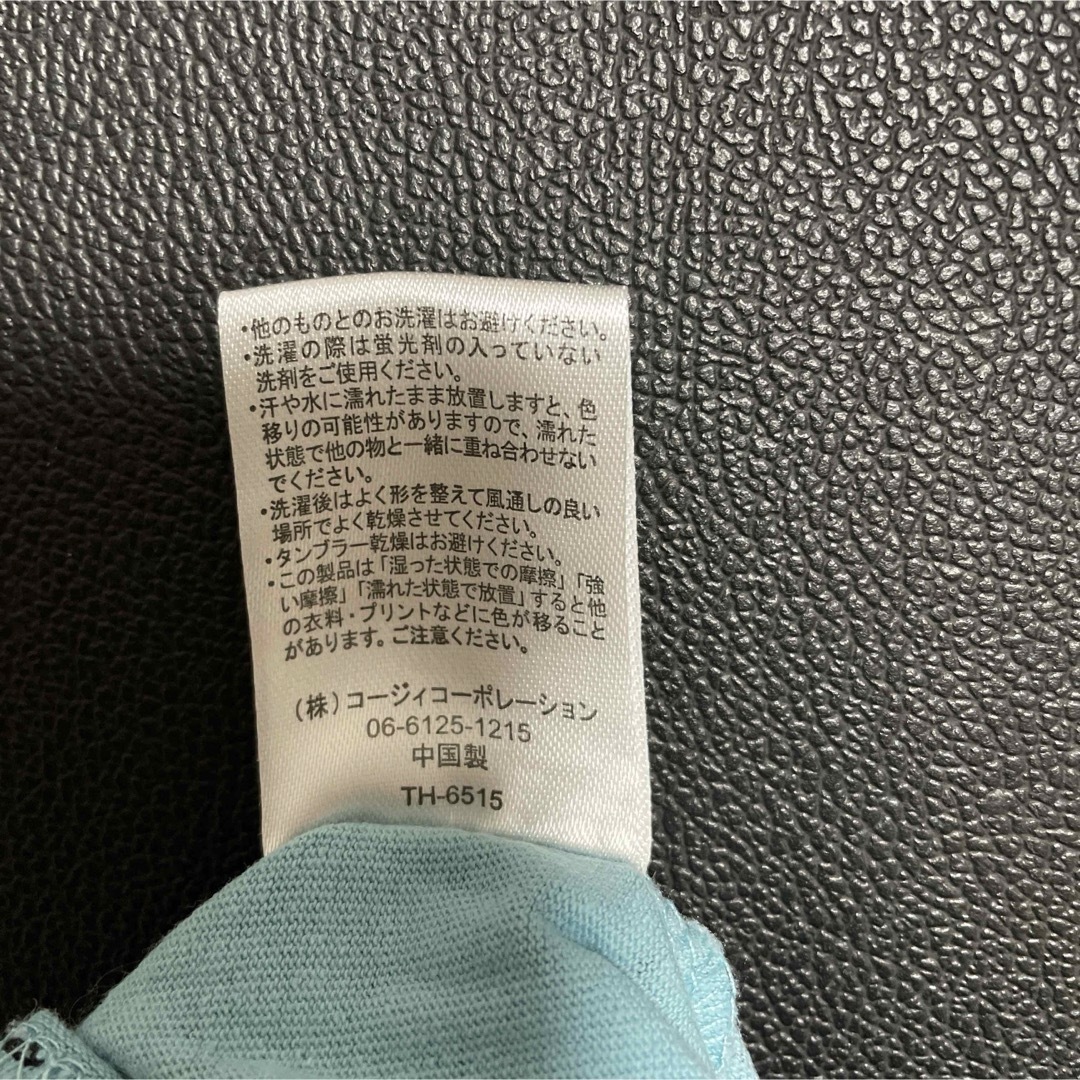 ・他のものとのお洗濯はお避けください。
・洗濯の際は蛍光剤の入っていない
洗剤をご使用ください。
・汗や水に濡れたまま放置しますと、色
移りの可能性がありますので、濡れた
状態で他の物と一緒に重ね合わせない
でください。
・洗濯後はよく形を整えて風通しの良い
場所でよく乾燥させてください。
・タンブラー乾燥はお避けください。
・この製品は「湿った状態での摩擦」「強
い摩擦」「濡れた状態で放置」すると他
の衣料・プリントなどに色が移ること
があります。ご注意ください。
（株）コージィコーポレーション
06-6125-1215
中国製
TH-6515